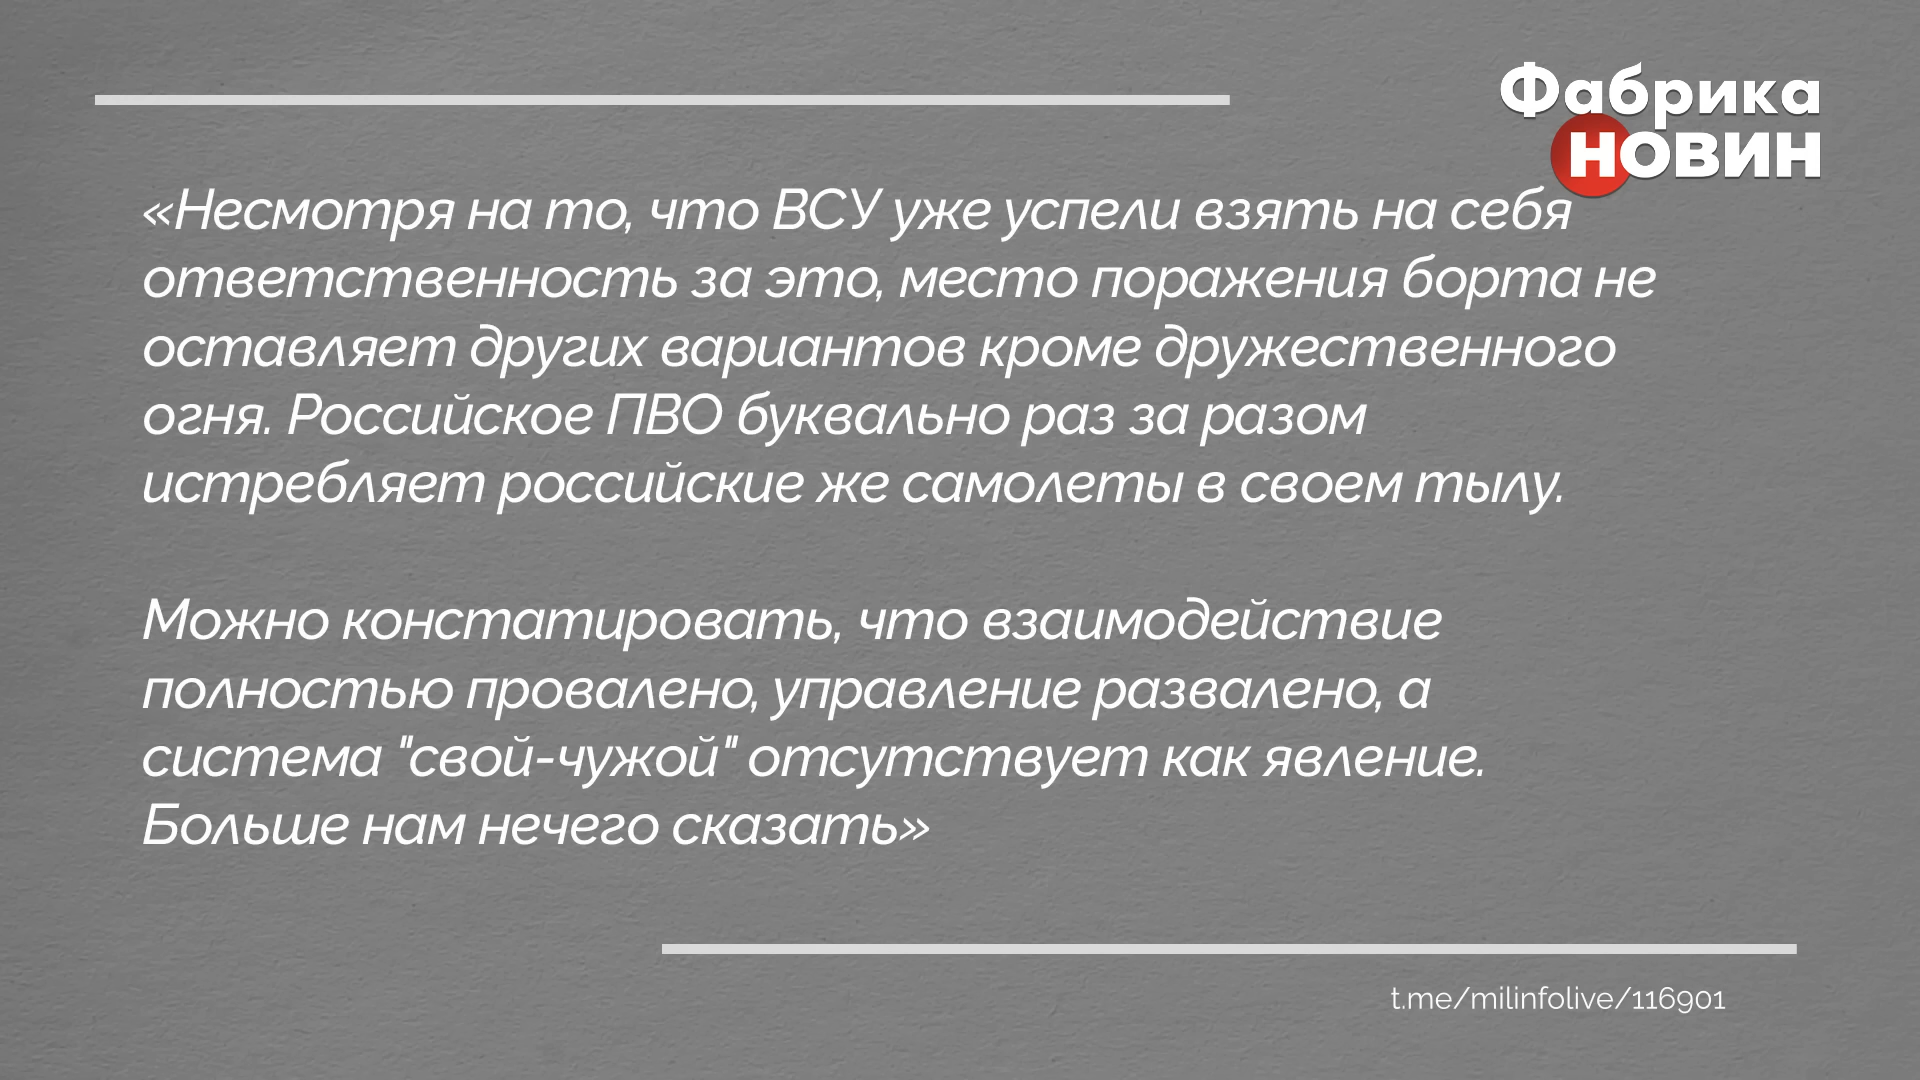 Фабрика
новин
«Несмотря на то, что ВСУ уже успели взять на себя
ответственность за это, место поражения борта не
оставляет других вариантов кроме дружественного
огня. Российское ПВО буквально раз за разом
истребляет российские же самолеты в своем тылу.
Можно констатировать, что взаимодействие
полностью провалено, управление развалено, а
система "свой-чужой" отсутствует как явление.
Больше нам нечего сказать»
t.me/milinfolive/116901